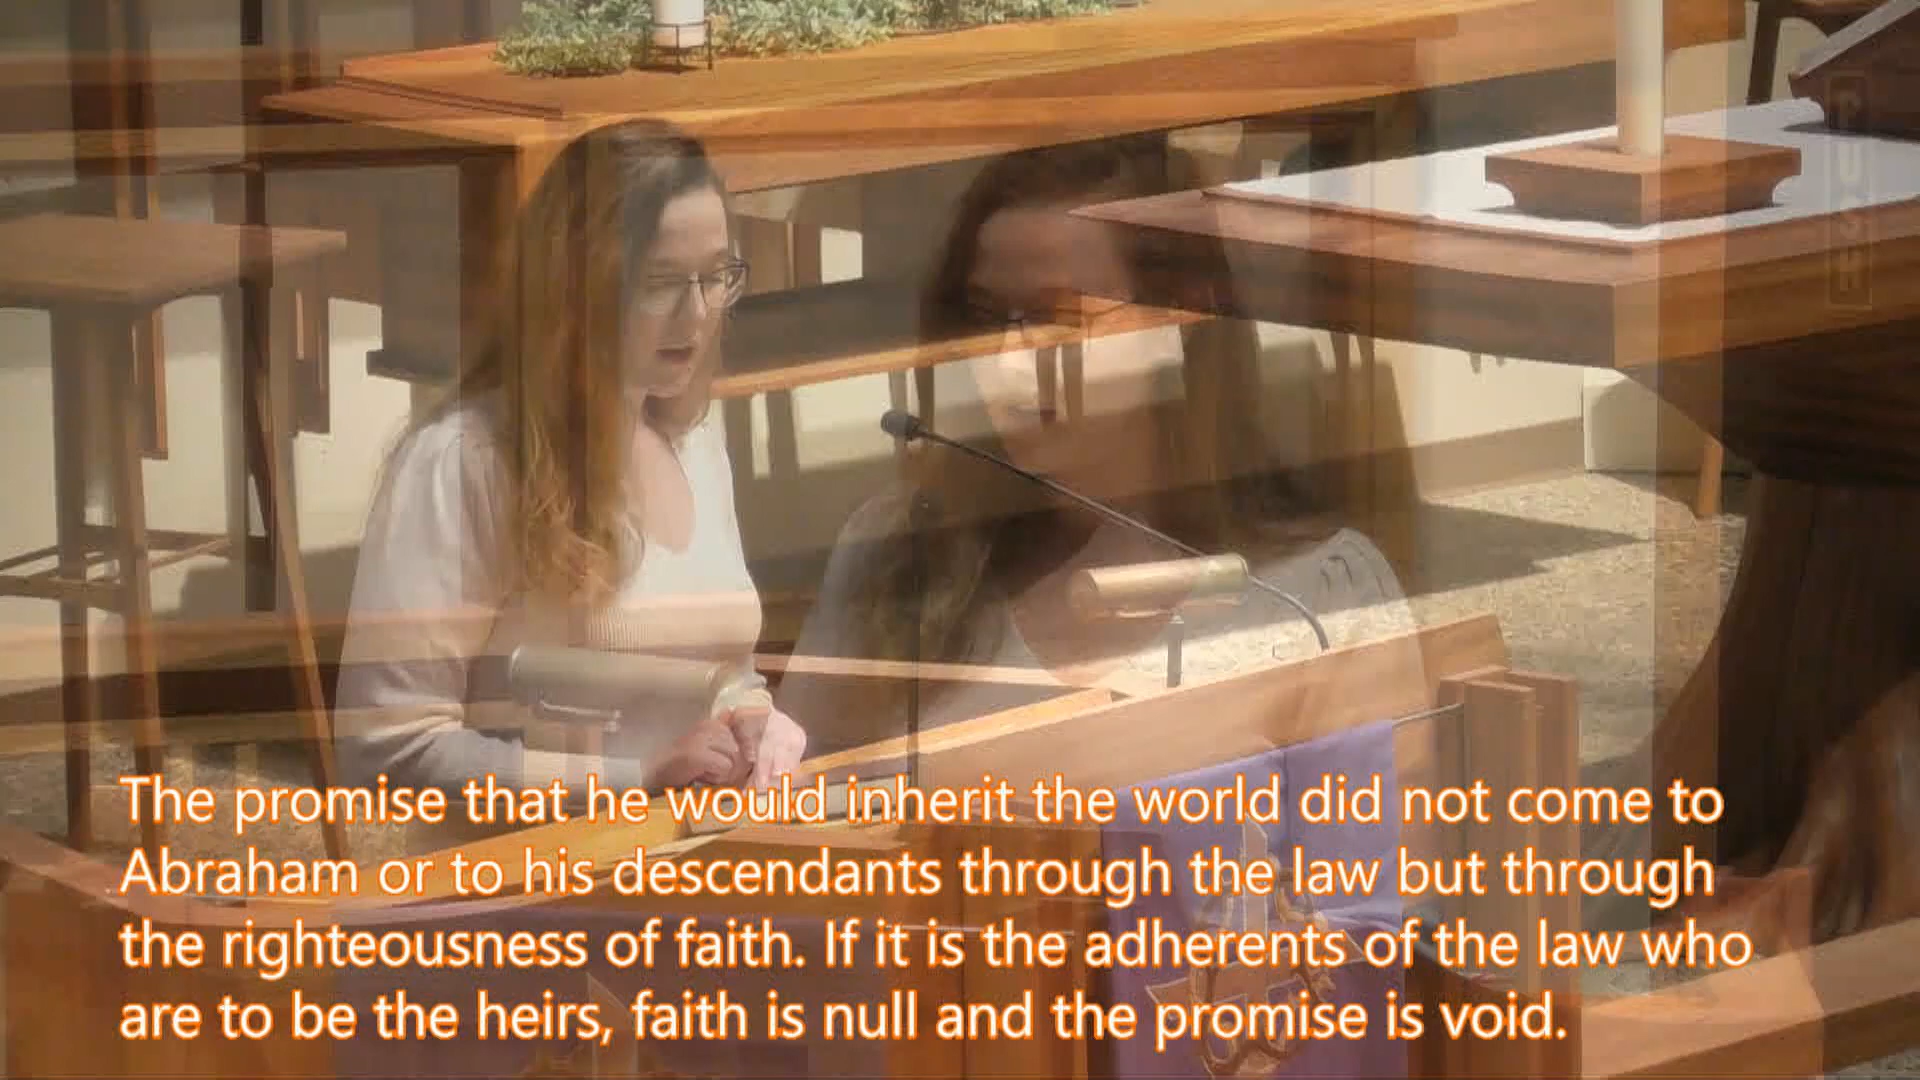 The promise that he would inherit the world did not come to
Abraham or to his descendants through the law but through
the righteousness of faith. If it is the adherents of the law who
are to be the heirs, faith is null and the promise is void.
PUSH